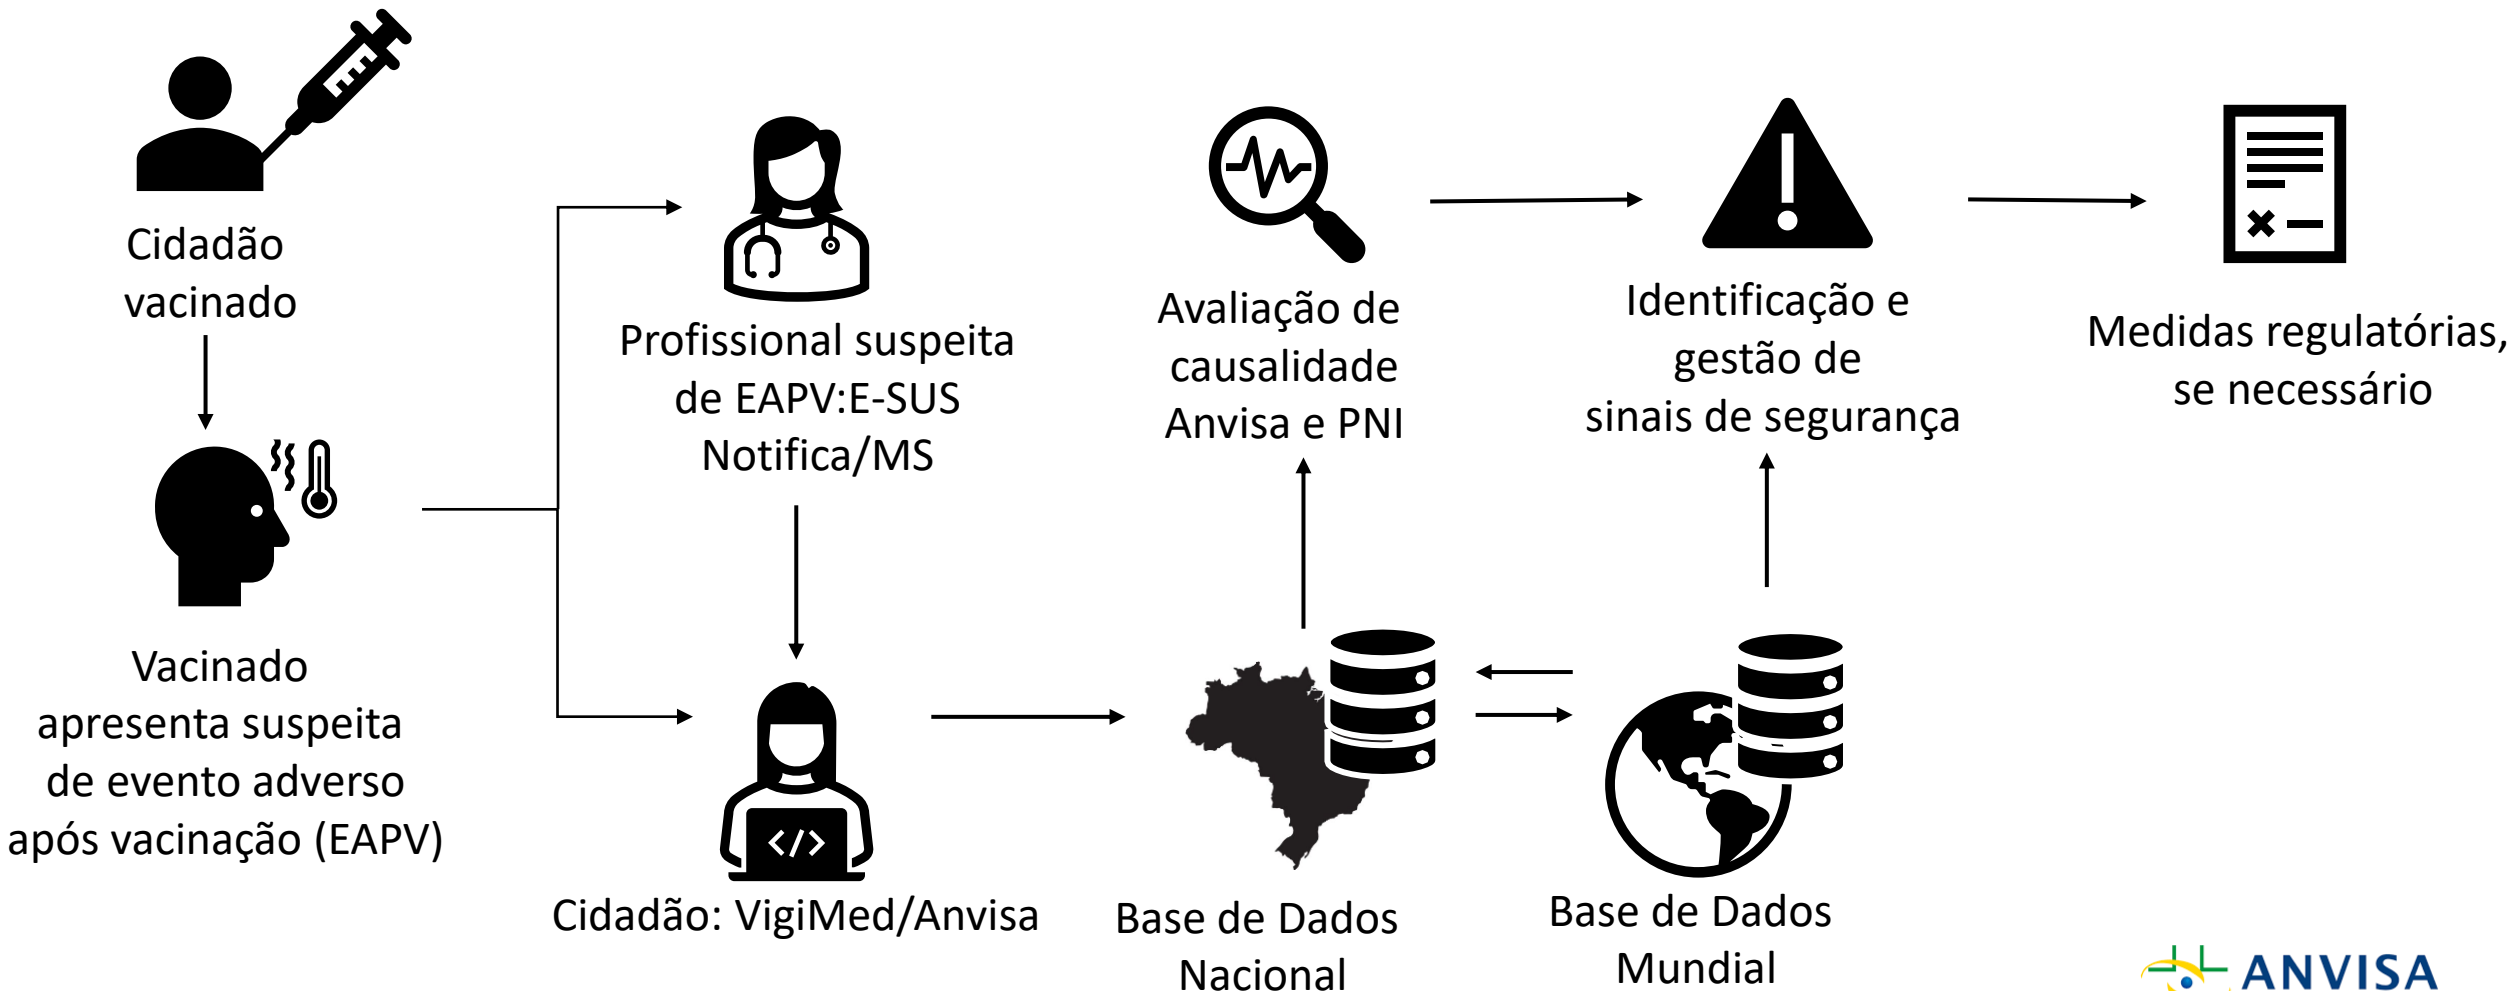 Cidadão
vacinado
Vacinado
apresenta suspeita
de evento adverso
após vacinação (EAPV)
Profissional suspeita
de EAPV:E-SUS
Notifica/MS
Cidadão: VigiMed/Anvisa
Base de Dados
Nacional
Base de Dados
Mundial
Avaliação de
causalidade
Anvisa e PNI
Identificação e
gestão de
sinais de segurança
Medidas regulatórias,
se necessário
ANVISA